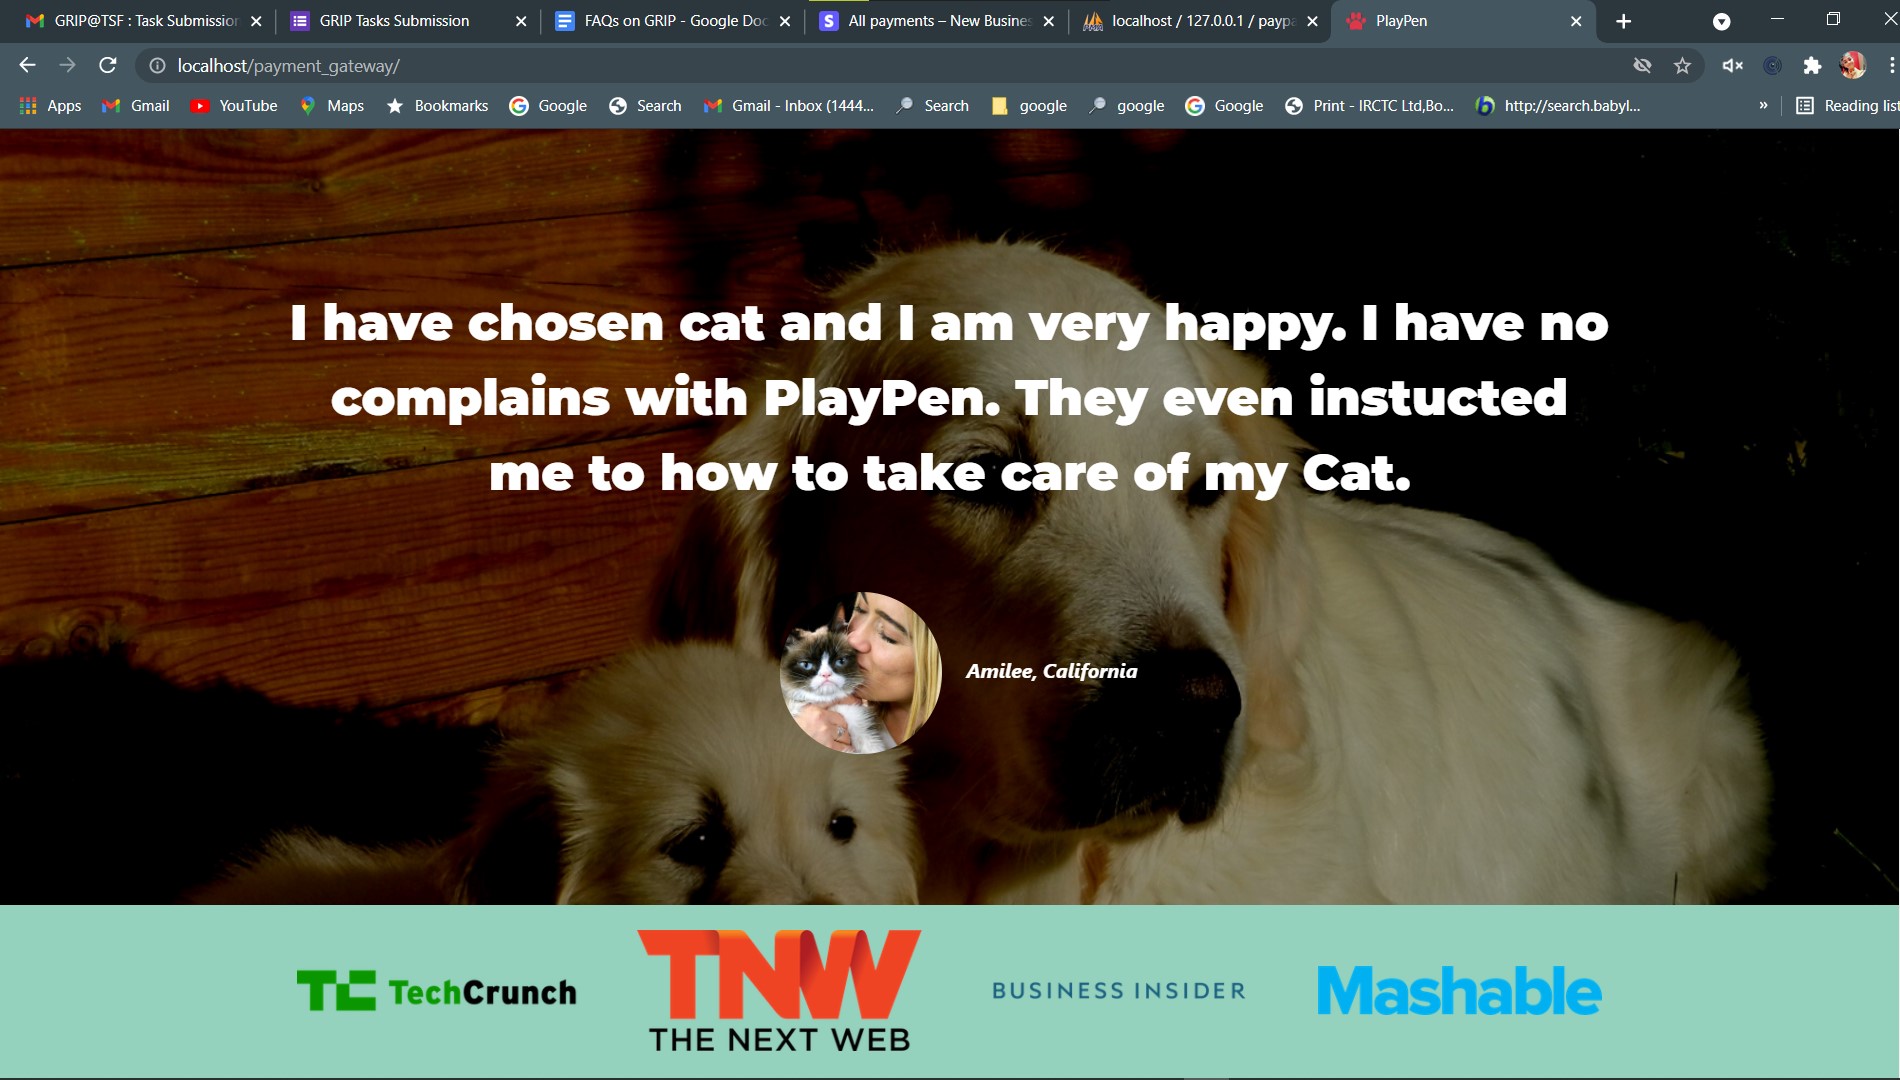 GRIP@TSF : Task Submission
GRIP Tasks Submission
FAQs on GRIP - Google Doc
All payments – New Busines
localhost / 127.0.0.1 / paypa
PlayPen
localhost/payment_gateway/
Apps
Gmail
YouTube
Maps
Bookmarks
Google
Search
Gmail - Inbox (1444...
Search
google
google
Google
Print - IRCTC Ltd,Bo...
http://search.babyl...
»
Reading list
I have chosen cat and I am very happy. I have no
complains with PlayPen. They even instucted
me to how to take care of my Cat.
Amilee, California
TC TechCrunch
TNW
THE NEXT WEB
BUSINESS INSIDER
Mashable